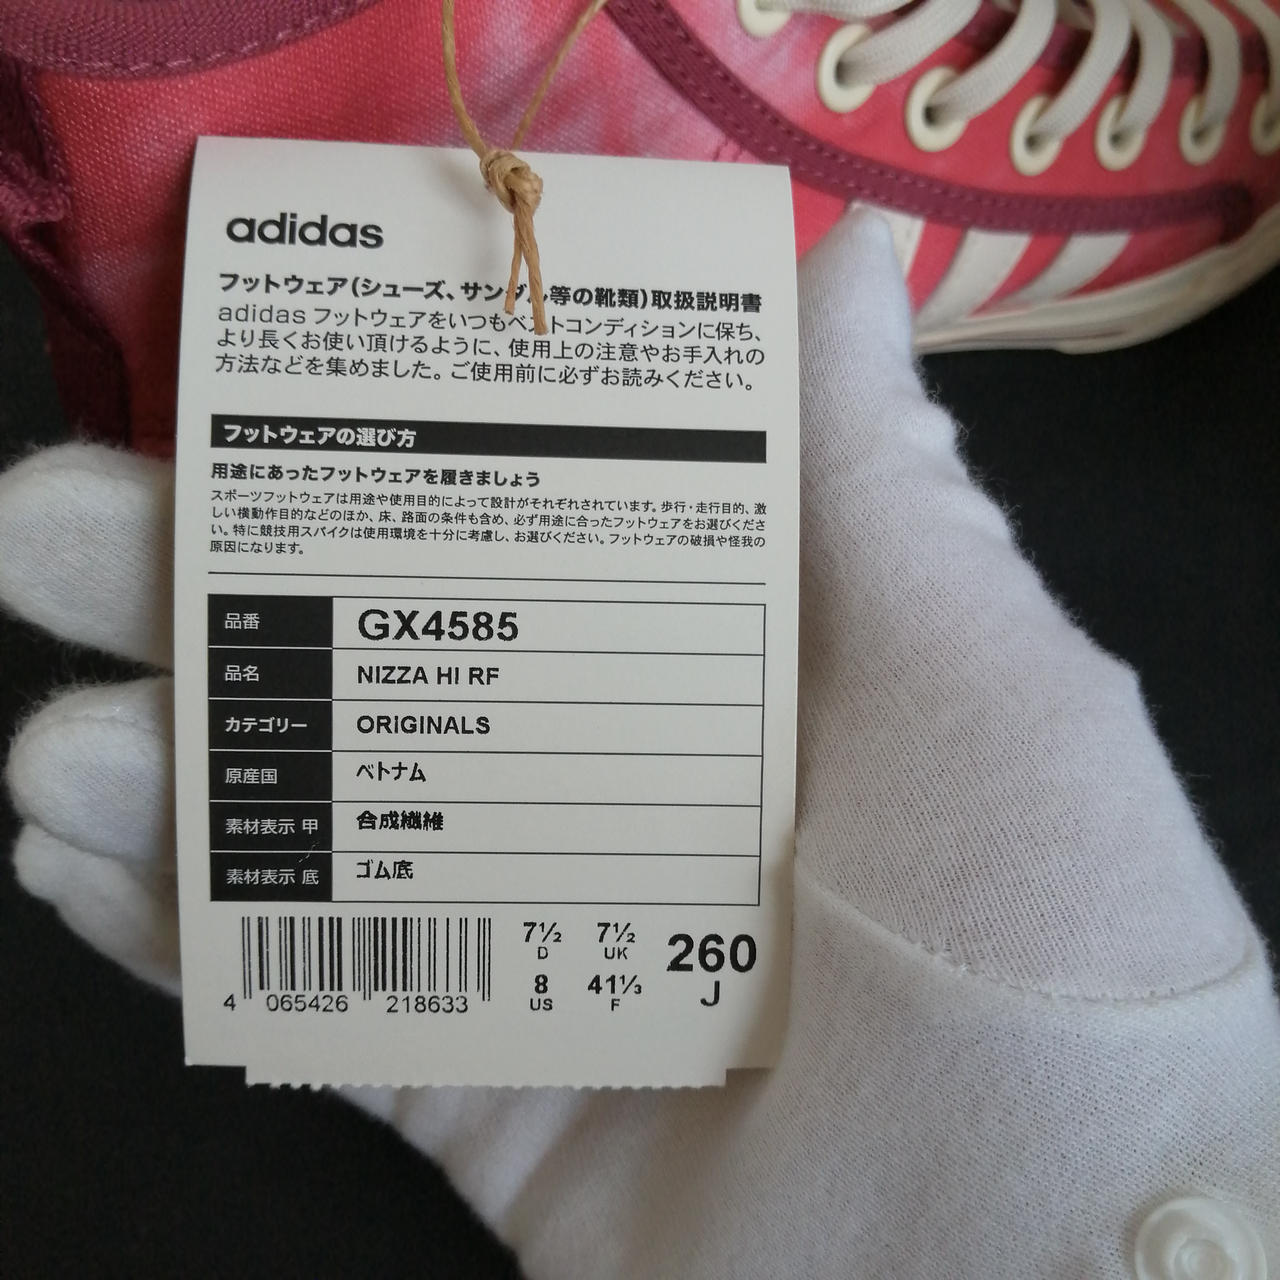 adidas
フットウェア(シューズ、サンダル等の靴類)取扱説明書
adidas フットウェアをいつもベストコンディションに保ち、
より長くお使い頂けるように、使用上の注意やお手入れの
方法などを集めました。ご使用前に必ずお読みください。
フットウェアの選び方
用途にあったフットウェアを履きましょう
スポーツフットウェアは用途や使用目的によって設計がそれぞれされています。歩行・走行目的、激
しい横動作目的などのほか、床、路面の条件も含め、必ず用途に合ったフットウェアをお選びくださ
い。特に競技用スパイクは使用環境を十分に考慮し、お選びください。フットウェアの破損や怪我の
原因になります。
品番 GX4585
品名 NIZZA HI RF
カテゴリー ORIGINALS
原産国 ベトナム
素材表示 甲 合成繊維
素材表示 底 ゴム底
7½ 7½ 260
D UK
8 41⅓ J
US F
4 065426 218633